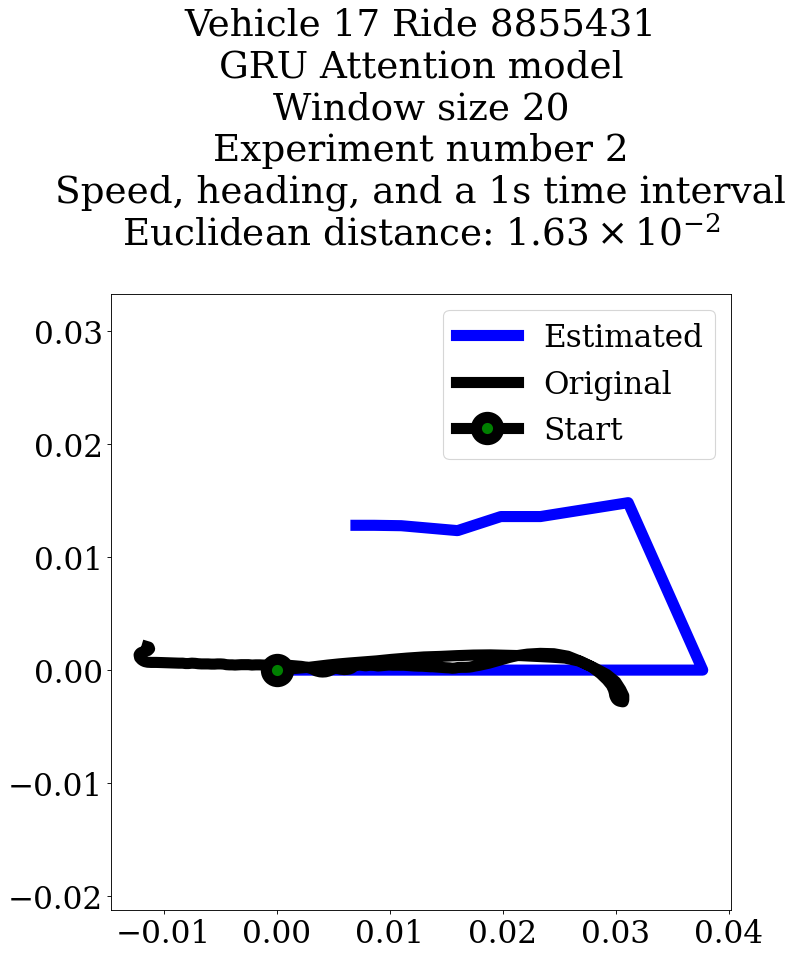 Vehicle 17 Ride 8855431
GRU Attention model
Window size 20
Experiment number 2
Speed, heading, and a 1s time interval
Euclidean distance: 1.63 × 10⁻²
Estimated
Original
Start
0.03
0.02
0.01
0.00
−0.01
−0.02
−0.01 0.00 0.01 0.02 0.03 0.04